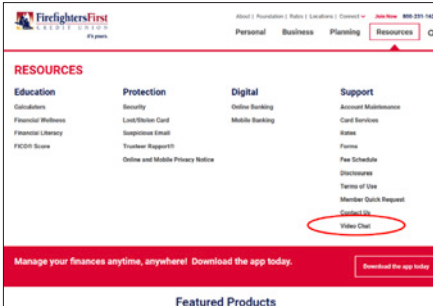 FirefightersFirst
CREDIT UNION
It's yours.
About | Foundation | Rates | Locations | Connect Join Now 800-231-162
Personal Business Planning Resources
RESOURCES
Education
Calculators
Financial Wellness
Financial Literacy
FICO® Score
Protection
Security
Lost/Stolen Card
Suspicious Email
Trusteer Rapport®
Online and Mobile Privacy Notice
Digital
Online Banking
Mobile Banking
Support
Account Maintenance
Card Services
Rates
Forms
Fee Schedule
Disclosures
Terms of Use
Member Quick Request
Contact Us
Video Chat
Manage your finances anytime, anywhere! Download the app today.
Download the app today
Featured Products